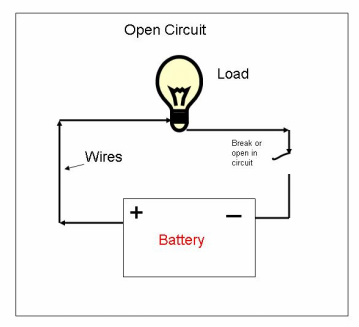 Open Circuit
Load
Break or
open in
circuit
Wires
+ –
Battery